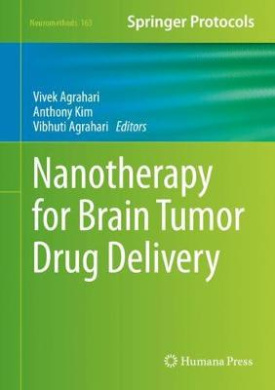 Neuromethods 163
Springer Protocols
Vivek Agrahari
Anthony Kim
Vibhuti Agrahari Editors
Nanotherapy
for Brain Tumor
Drug Delivery
Humana Press